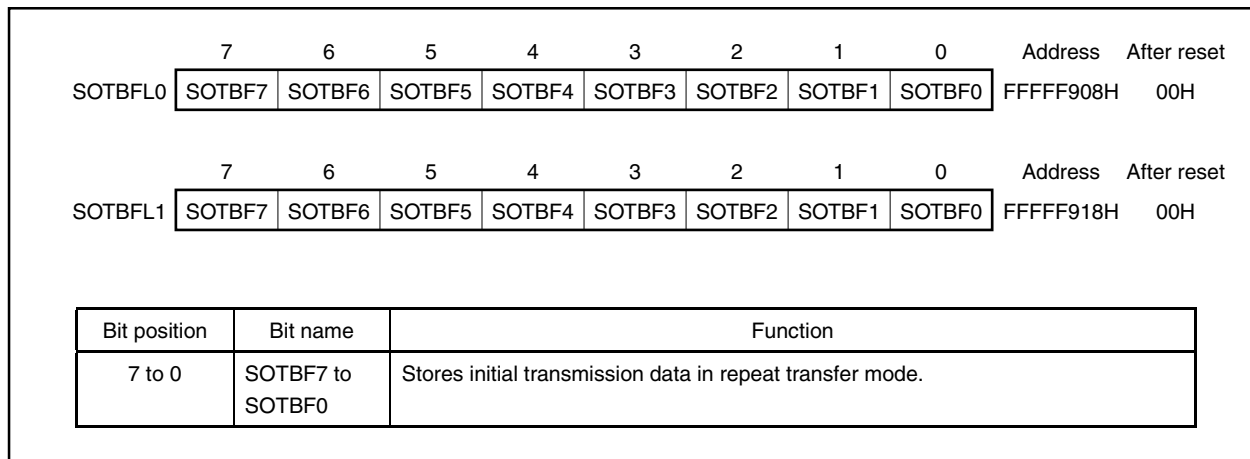 7 6 5 4 3 2 1 0 Address After reset
SOTBFL0 SOTBF7 SOTBF6 SOTBF5 SOTBF4 SOTBF3 SOTBF2 SOTBF1 SOTBF0 FFFFF908H 00H
7 6 5 4 3 2 1 0 Address After reset
SOTBFL1 SOTBF7 SOTBF6 SOTBF5 SOTBF4 SOTBF3 SOTBF2 SOTBF1 SOTBF0 FFFFF918H 00H
Bit position Bit name Function
7 to 0 SOTBF7 to Stores initial transmission data in repeat transfer mode.
SOTBF0